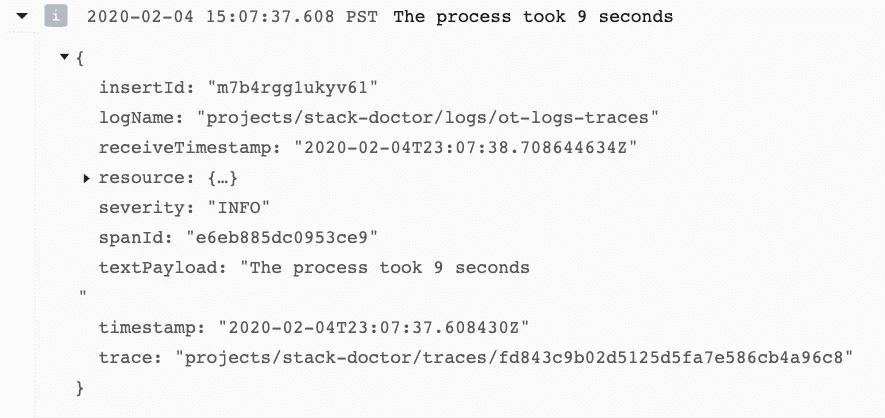 i 2020-02-04 15:07:37.608 PST The process took 9 seconds
{
insertId: "m7b4rgg1ukyv61"
logName: "projects/stack-doctor/logs/ot-logs-traces"
receiveTimestamp: "2020-02-04T23:07:38.708644634Z"
resource: {…}
severity: "INFO"
spanId: "e6eb885dc0953ce9"
textPayload: "The process took 9 seconds
"
timestamp: "2020-02-04T23:07:37.608430Z"
trace: "projects/stack-doctor/traces/fd843c9b02d5125d5fa7e586cb4a96c8"
}